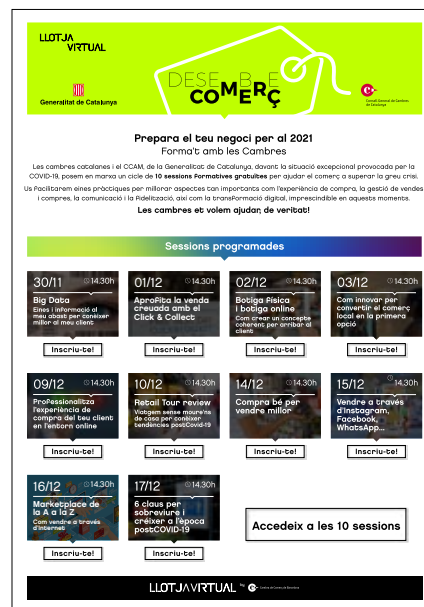 LLOTJA
VIRTUAL
DESEMBRE
COMERÇ
Generalitat de Catalunya
Consell General de Cambres
de Catalunya
Prepara el teu negoci per al 2021
Forma't amb les Cambres
Les cambres catalanes i el CCAM, de la Generalitat de Catalunya, davant la situació excepcional provocada per la
COVID-19, posem en marxa un cicle de 10 sessions formatives gratuïtes per ajudar el comerç a superar la greu crisi.
Us facilitarem eines pràctiques per millorar aspectes tan importants com l'experiència de compra, la gestió de vendes
i compres, la comunicació i la fidelització, així com la transformació digital, imprescindible en aquests moments.
Les cambres et volem ajudar, de veritat!
Sessions programades
30/11 14.30h
Big Data
Eines i informació al
meu abast per conèixer
millor al meu client
Inscriu-te!
01/12 14.30h
Aprofita la venda
creuada amb el
Click & Collect
Inscriu-te!
02/12 14.30h
Botiga física
i botiga online
Com crear un concepte
coherent per arribar al
client
Inscriu-te!
03/12 14.30h
Com innovar per
convertir el comerç
local en la primera
opció
Inscriu-te!
09/12 14.30h
Professionalitza
l'experiència de
compra del teu client
en l'entorn online
Inscriu-te!
10/12 14.30h
Retail Tour review
Viatgem sense moure'ns
de casa per conèixer
tendències postCovid-19
Inscriu-te!
14/12 14.30h
Compra bé per
vendre millor
Inscriu-te!
15/12 14.30h
Vendre a través
d'Instagram,
Facebook,
WhatsApp...
Inscriu-te!
16/12 14.30h
Marketplace de
la A a la Z
Com vendre a través
d'internet
Inscriu-te!
17/12 14.30h
6 claus per
sobreviure i
créixer a l'època
postCOVID-19
Inscriu-te!
Accedeix a les 10 sessions
LLOTJAVIRTUAL by